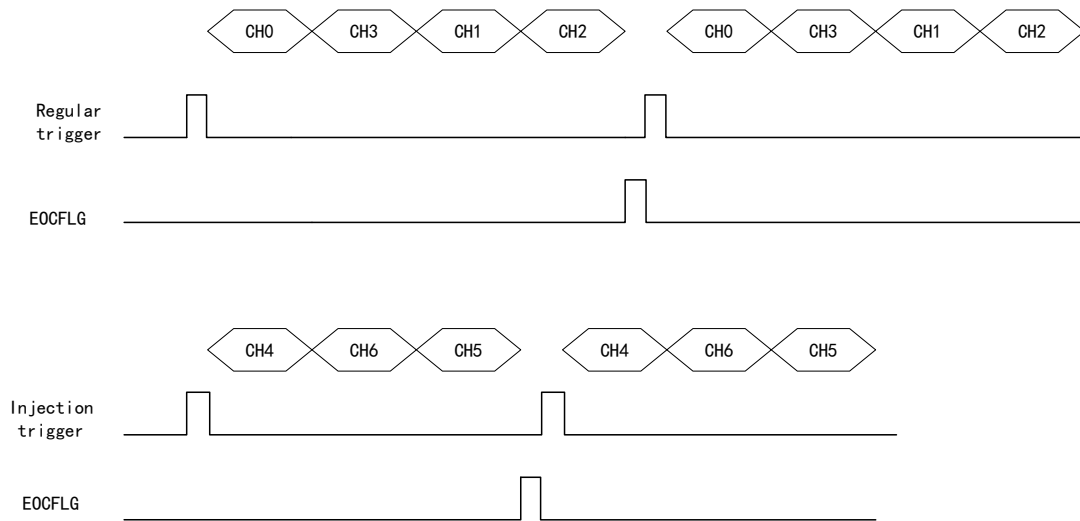 CH0 CH3 CH1 CH2 CH0 CH3 CH1 CH2
Regular
trigger
EOCFLG
CH4 CH6 CH5 CH4 CH6 CH5
Injection
trigger
EOCFLG